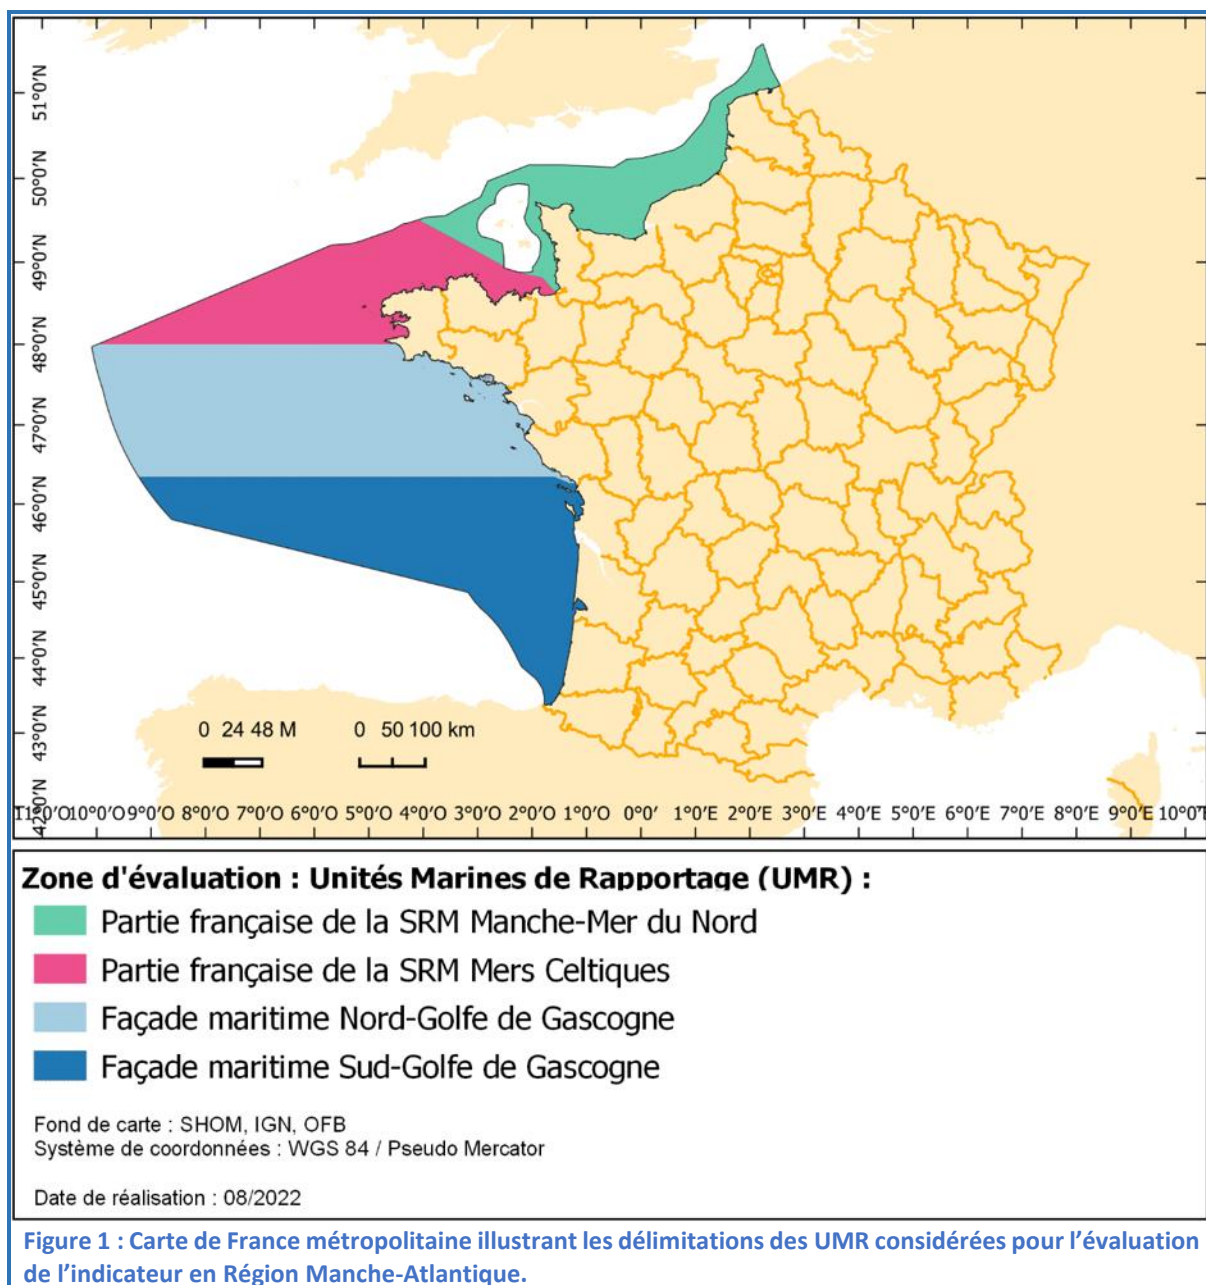 51°0'N
50°0'N
49°0'N
48°0'N
47°0'N
46°0'N
45°0'N
44°0'N
43°0'N
42°0'N
0 24 48 M
0 50 100 km
11°0'O 10°0'O 9°0'O 8°0'O 7°0'O 6°0'O 5°0'O 4°0'O 3°0'O 2°0'O 1°0'O 0°0' 1°0'E 2°0'E 3°0'E 4°0'E 5°0'E 6°0'E 7°0'E 8°0'E 9°0'E 10°0'E
Zone d'évaluation : Unités Marines de Rapportage (UMR) :
Partie française de la SRM Manche-Mer du Nord
Partie française de la SRM Mers Celtiques
Façade maritime Nord-Golfe de Gascogne
Façade maritime Sud-Golfe de Gascogne
Fond de carte : SHOM, IGN, OFB
Système de coordonnées : WGS 84 / Pseudo Mercator
Date de réalisation : 08/2022
Figure 1 : Carte de France métropolitaine illustrant les délimitations des UMR considérées pour l'évaluation
de l'indicateur en Région Manche-Atlantique.